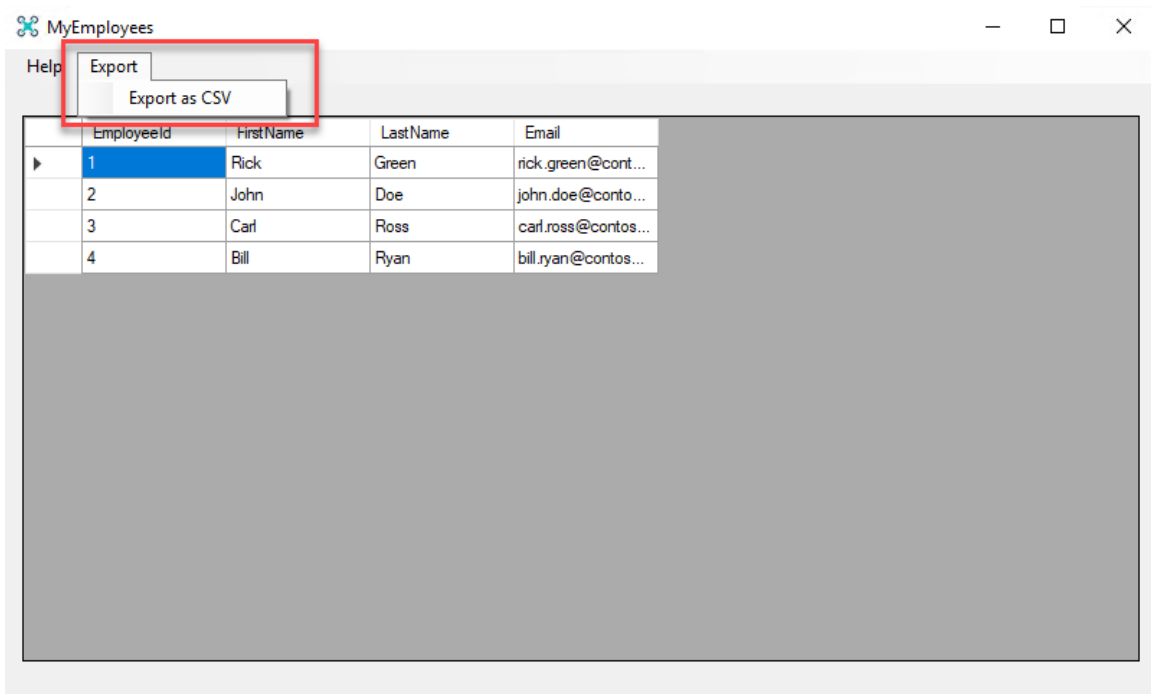 MyEmployees
Help Export
Export as CSV
EmployeeId FirstName LastName Email
1 Rick Green rick.green@cont...
2 John Doe john.doe@conto...
3 Carl Ross carl.ross@contos...
4 Bill Ryan bill.ryan@contos...